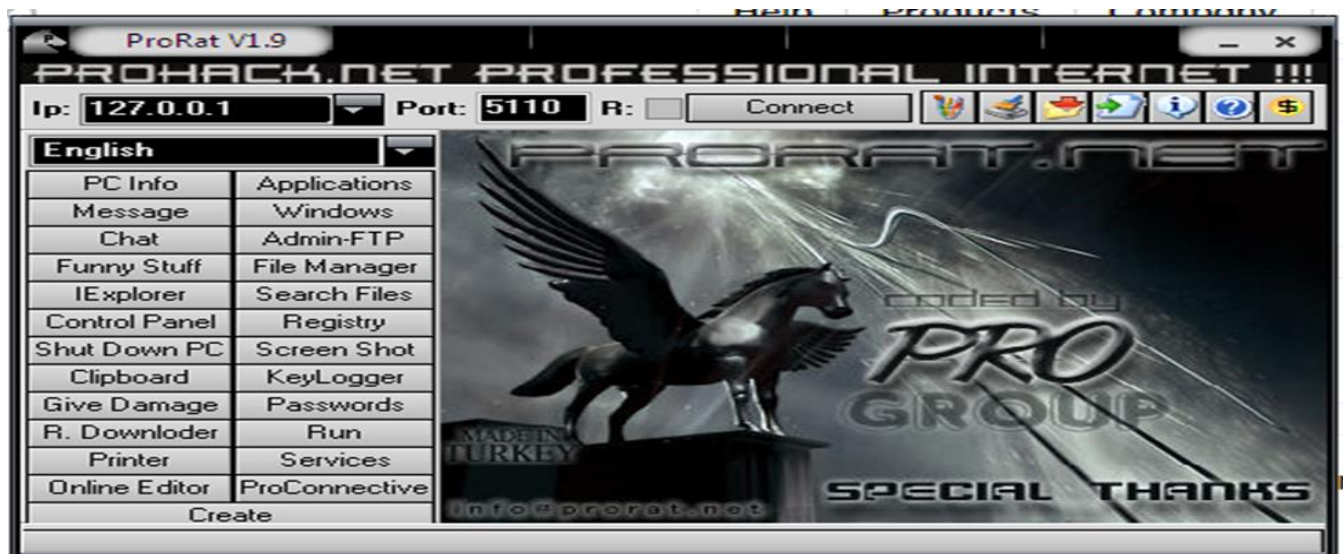 Help Products Company
ProRat V1.9
PROHACK.NET PROFESSIONAL INTERNET !!!
Ip: 127.0.0.1 Port: 5110 R: Connect
English
PRORAT.NET
PC Info Applications
Message Windows
Chat Admin-FTP
Funny Stuff File Manager
IExplorer Search Files
Control Panel Registry
Shut Down PC Screen Shot
Clipboard KeyLogger
Give Damage Passwords
R. Downloder Run
Printer Services
Online Editor ProConnective
Create
coded by
PRO
GROUP
MADE IN
TURKEY
SPECIAL THANKS
info@prorat.net